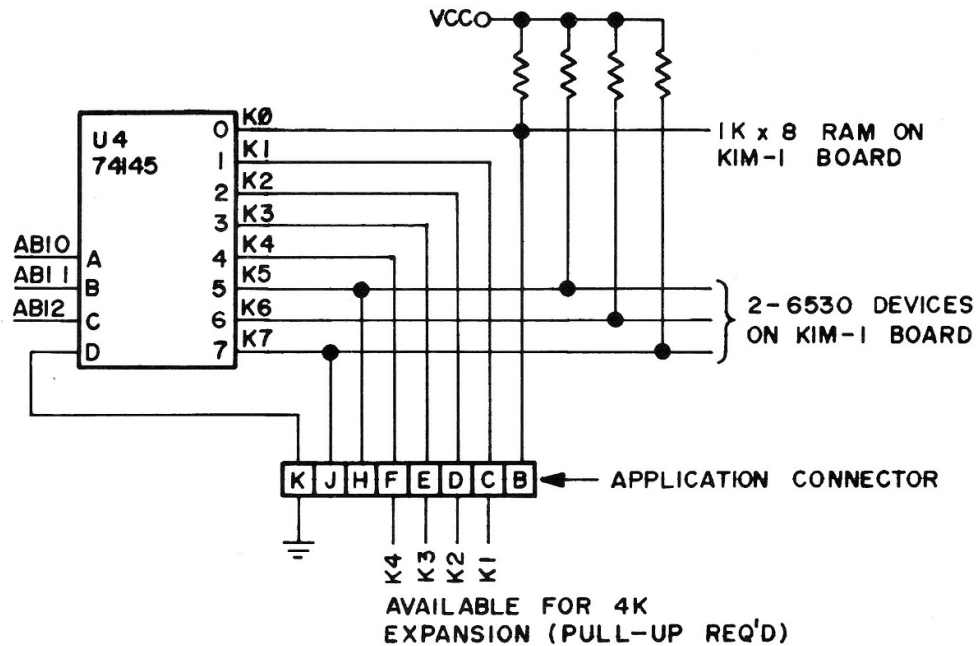 VCC
U4
74145
0 K0
1 K1
2 K2
3 K3
4 K4
5 K5
6 K6
7 K7
AB10 A
AB11 B
AB12 C
D
1K x 8 RAM ON
KIM-1 BOARD
2-6530 DEVICES
ON KIM-1 BOARD
K J H F E D C B
APPLICATION CONNECTOR
K4 K3 K2 K1
AVAILABLE FOR 4K
EXPANSION (PULL-UP REQ'D)